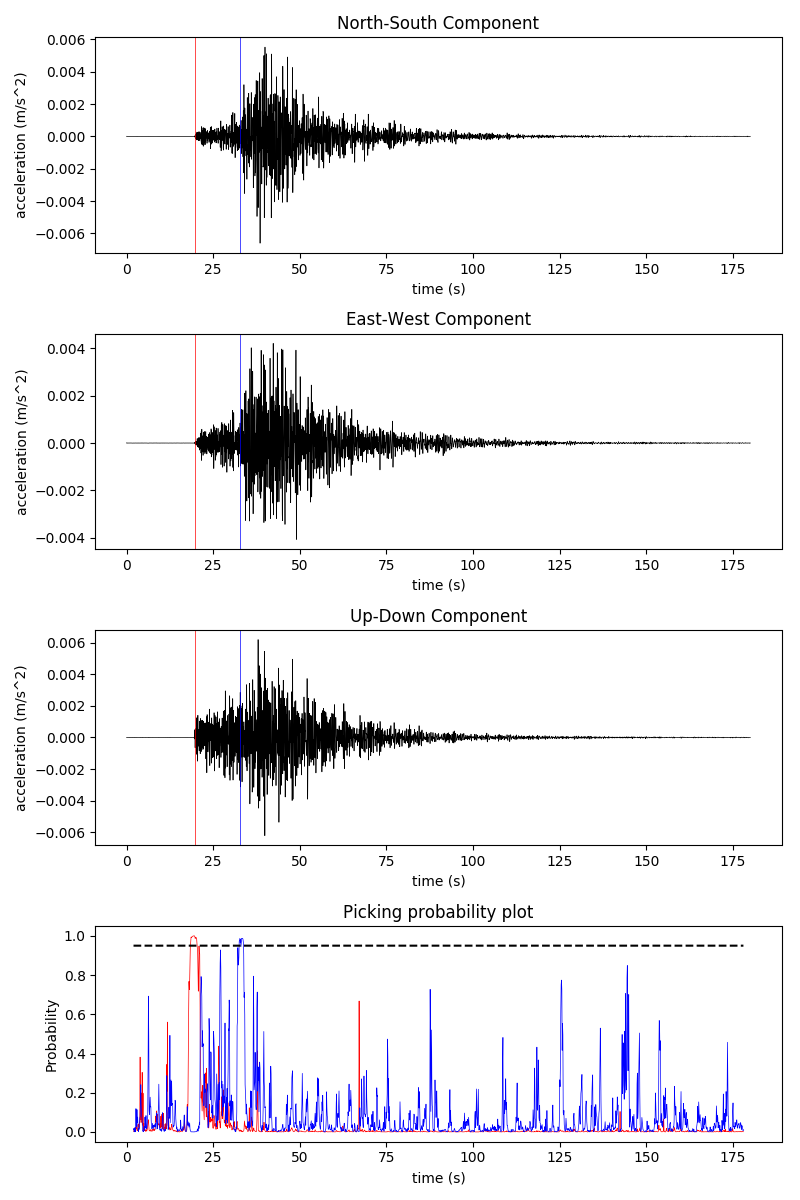 North-South Component
0.006
0.004
0.002
0.000
−0.002
−0.004
−0.006
acceleration (m/s^2)
0 25 50 75 100 125 150 175
time (s)
East-West Component
0.004
0.002
0.000
−0.002
−0.004
acceleration (m/s^2)
0 25 50 75 100 125 150 175
time (s)
Up-Down Component
0.006
0.004
0.002
0.000
−0.002
−0.004
−0.006
acceleration (m/s^2)
0 25 50 75 100 125 150 175
time (s)
Picking probability plot
1.0
0.8
0.6
0.4
0.2
0.0
Probability
0 25 50 75 100 125 150 175
time (s)